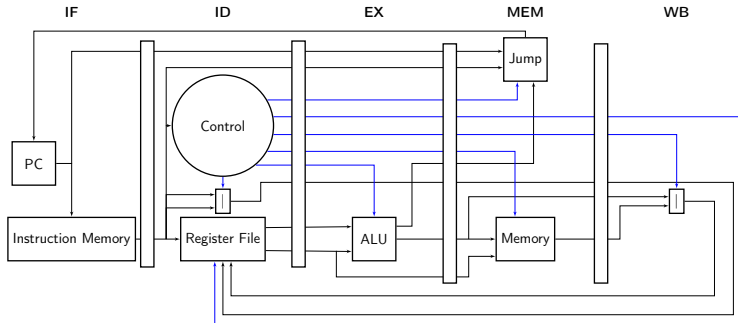 IF ID EX MEM WB
Jump
Control
PC
Instruction Memory Register File ALU Memory